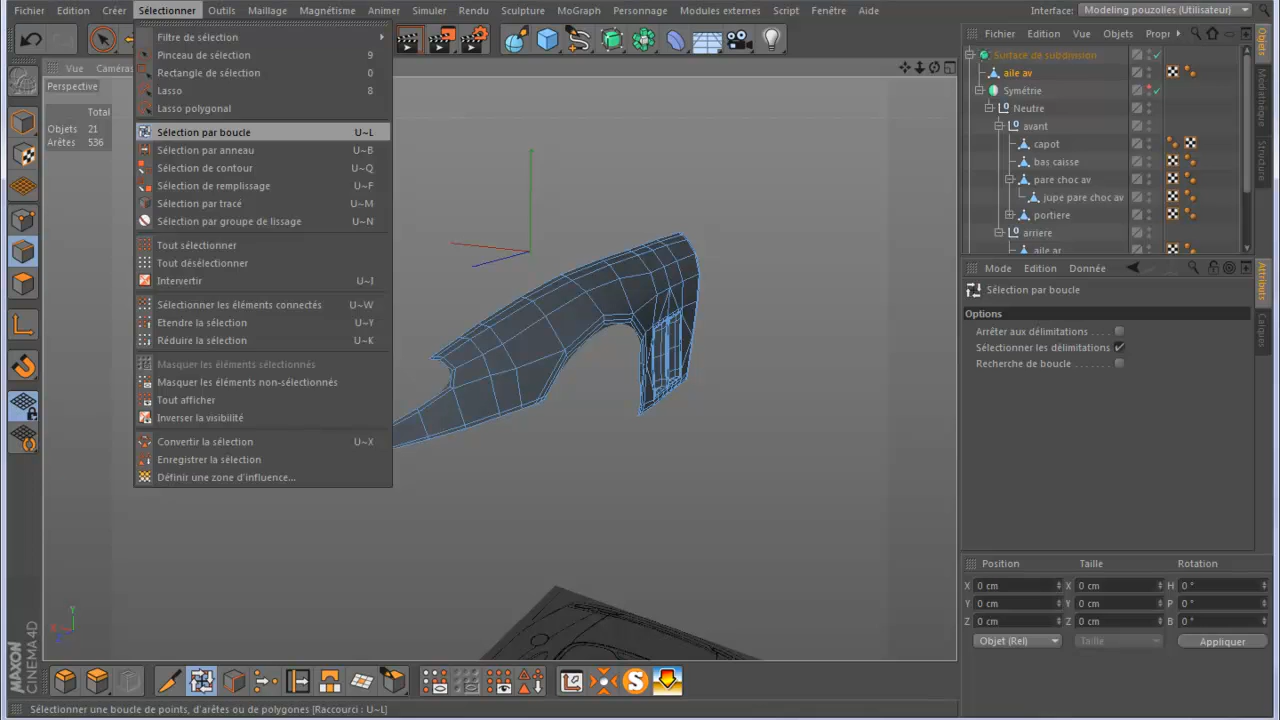 Fichier Edition Créer Sélectionner Outils Maillage Magnétisme Animer Simuler Rendu Sculpture MoGraph Personnage Modules externes Script Fenêtre Aide Interface: Modeling pouzolles (Utilisateur)
Filtre de sélection
Pinceau de sélection 9
Rectangle de sélection 0
Lasso 8
Lasso polygonal
Sélection par boucle U~L
Sélection par anneau U~B
Sélection de contour U~Q
Sélection de remplissage U~F
Sélection par tracé U~M
Sélection par groupe de lissage U~N
Tout sélectionner
Tout désélectionner
Intervertir U~I
Sélectionner les éléments connectés U~W
Etendre la sélection U~Y
Réduire la sélection U~K
Masquer les éléments sélectionnés
Masquer les éléments non-sélectionnés
Tout afficher
Inverser la visibilité
Convertir la sélection U~X
Enregistrer la sélection
Définir une zone d'influence...
Vue Caméras
Perspective
Total
Objets 21
Arêtes 536
Y
X
Fichier Edition Vue Objets Propr
Surface de subdivision
aile av
Symétrie
Neutre
avant
capot
bas caisse
pare choc av
jupe pare choc av
portiere
arriere
aile ar
Objets
Médiathèque
Structure
Mode Edition Donnée
Sélection par boucle
Options
Arrêter aux délimitations
Sélectionner les délimitations
Recherche de boucle
Attributs
Calques
Position Taille Rotation
X 0 cm X 0 cm H 0 °
Y 0 cm Y 0 cm P 0 °
Z 0 cm Z 0 cm B 0 °
Objet (Rel) Taille Appliquer
MAXON
CINEMA 4D
S
Sélectionner une boucle de points, d'arêtes ou de polygones [Raccourci : U~L]